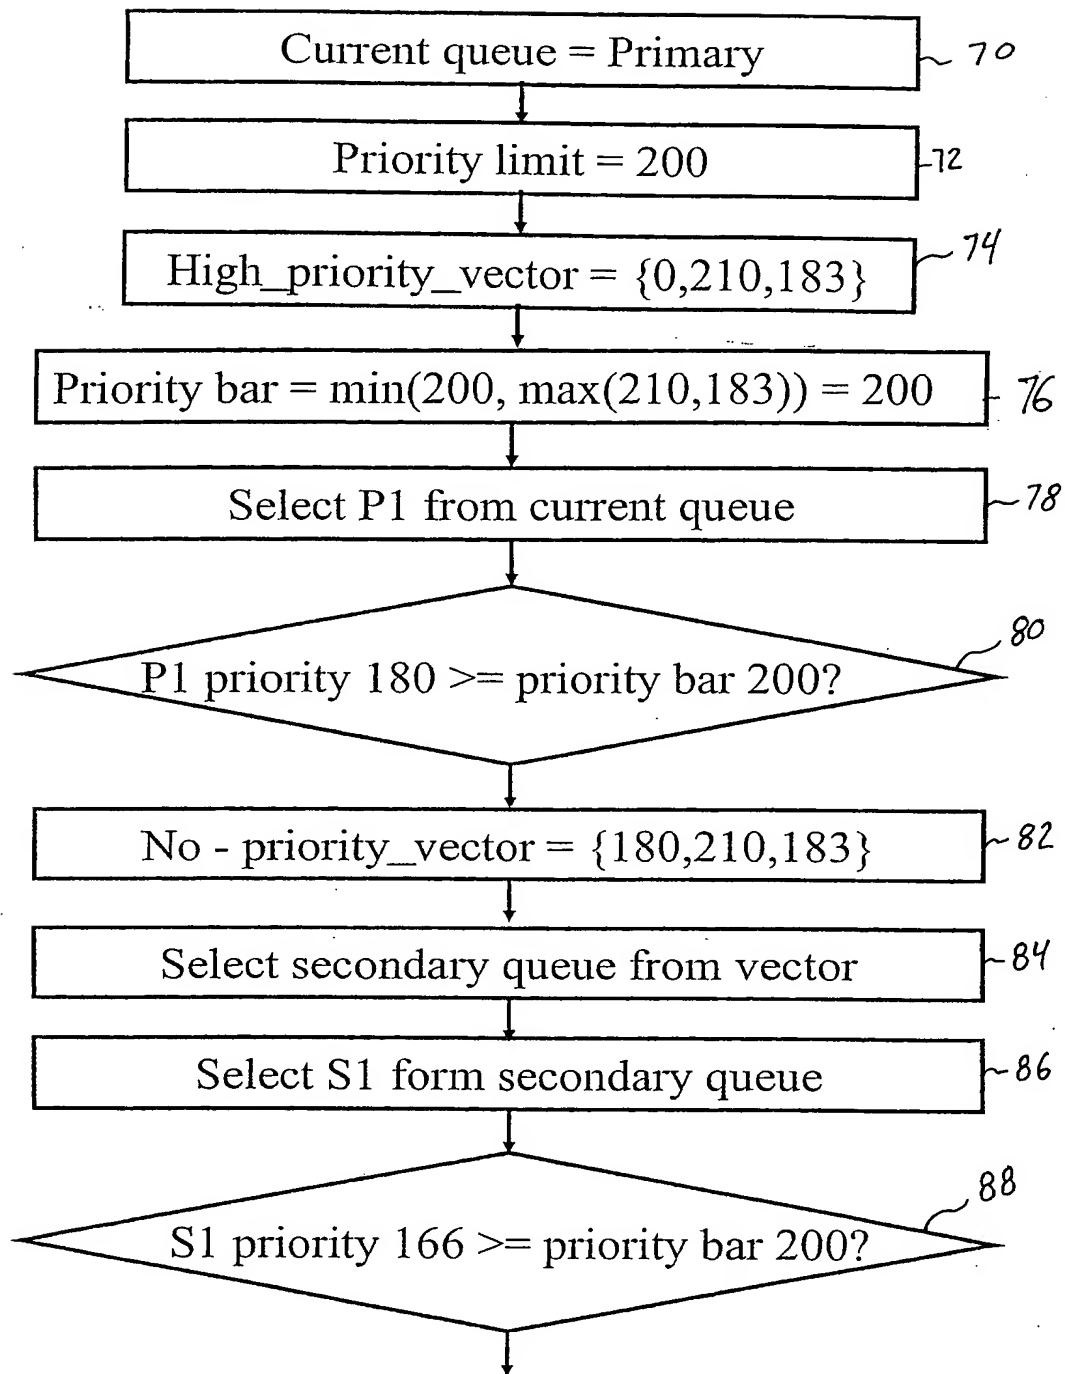 Current queue = Primary
70
Priority limit = 200
72
High_priority_vector = {0,210,183}
74
Priority bar = min(200, max(210,183)) = 200
76
Select P1 from current queue
78
P1 priority 180 >= priority bar 200?
80
No - priority_vector = {180,210,183}
82
Select secondary queue from vector
84
Select S1 form secondary queue
86
S1 priority 166 >= priority bar 200?
88